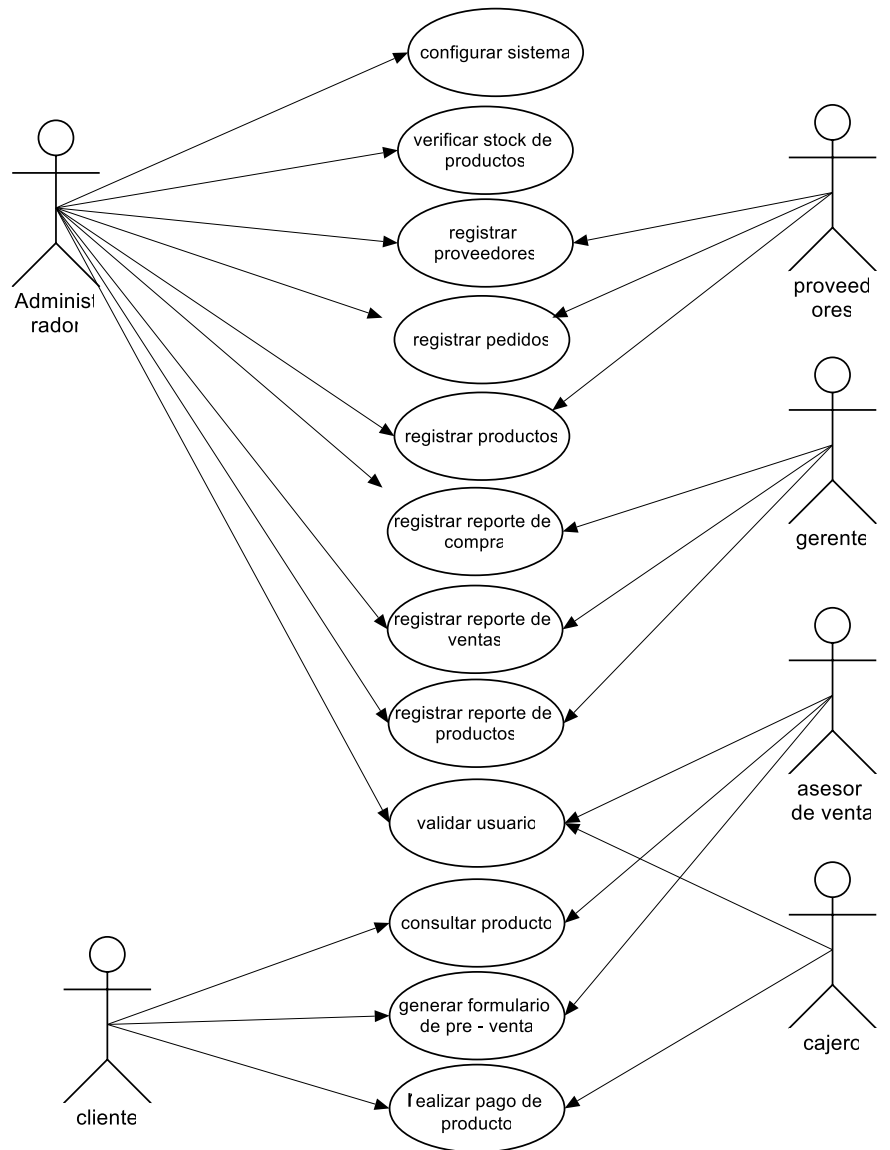 configurar sistema
verificar stock de
productos
registrar
proveedores
registrar pedidos
registrar productos
registrar reporte de
compra
registrar reporte de
ventas
registrar reporte de
productos
validar usuario
consultar producto
generar formulario
de pre - venta
realizar pago de
producto
Administ
rador
cliente
proveed
ores
gerente
asesor
de venta
cajero